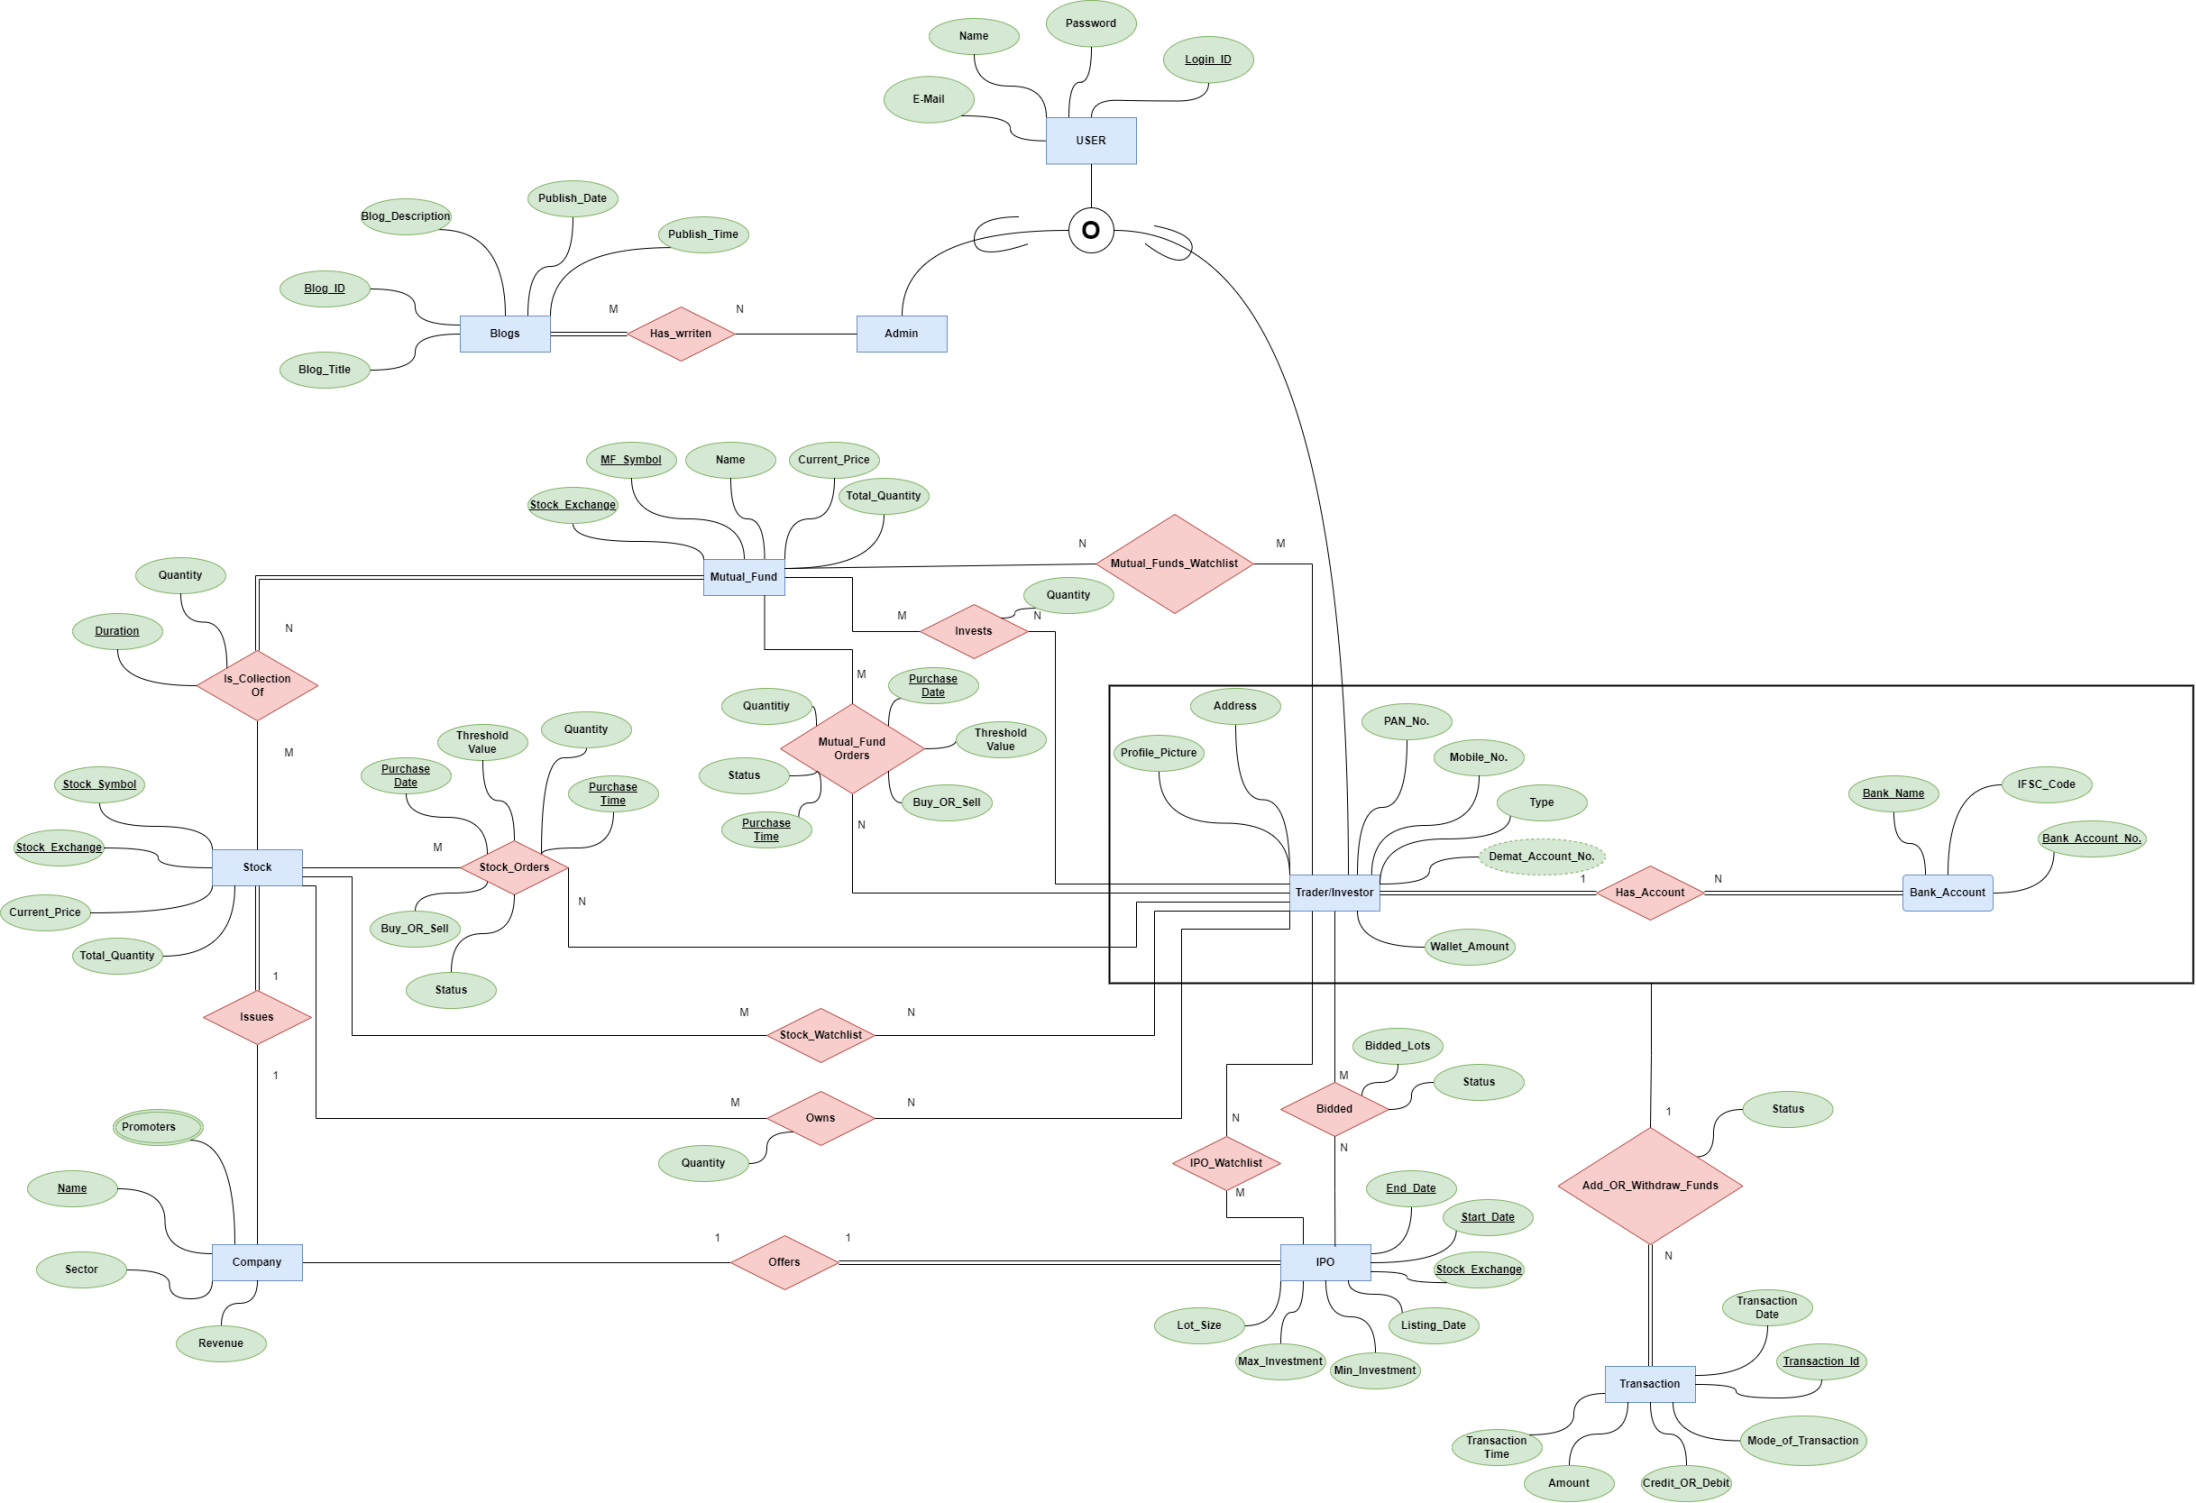 Password
Name
Login_ID
E-Mail
USER
O
Publish_Date
Blog_Description
Publish_Time
Blog_ID
M
N
Blogs
Has_wrriten
Admin
Blog_Title
MF_Symbol
Name
Current_Price
Total_Quantity
Stock_Exchange
N
M
Mutual_Funds_Watchlist
Quantity
Mutual_Fund
Quantity
M
N
N
Duration
Invests
M
Is_Collection
Of
Purchase
Date
Quantitiy
Address
PAN_No.
Threshold
Value
Quantity
Threshold
Value
Mutual_Fund
Orders
Profile_Picture
Mobile_No.
M
Purchase
Date
Status
Stock_Symbol
Purchase
Time
Buy_OR_Sell
Type
Bank_Name
IFSC_Code
Purchase
Time
N
Stock_Exchange
M
Demat_Account_No.
Bank_Account_No.
Stock
Stock_Orders
1
N
Trader/Investor
Has_Account
Bank_Account
N
Current_Price
Buy_OR_Sell
Wallet_Amount
Total_Quantity
1
Status
Issues
M
N
Stock_Watchlist
Bidded_Lots
1
M
Status
M
N
Owns
Bidded
Status
1
Promoters
N
N
Quantity
IPO_Watchlist
Name
M
End_Date
Add_OR_Withdraw_Funds
Start_Date
1
1
N
Company
Offers
IPO
Stock_Exchange
Sector
Lot_Size
Listing_Date
Transaction
Date
Revenue
Max_Investment
Min_Investment
Transaction_Id
Transaction
Transaction
Time
Mode_of_Transaction
Amount
Credit_OR_Debit